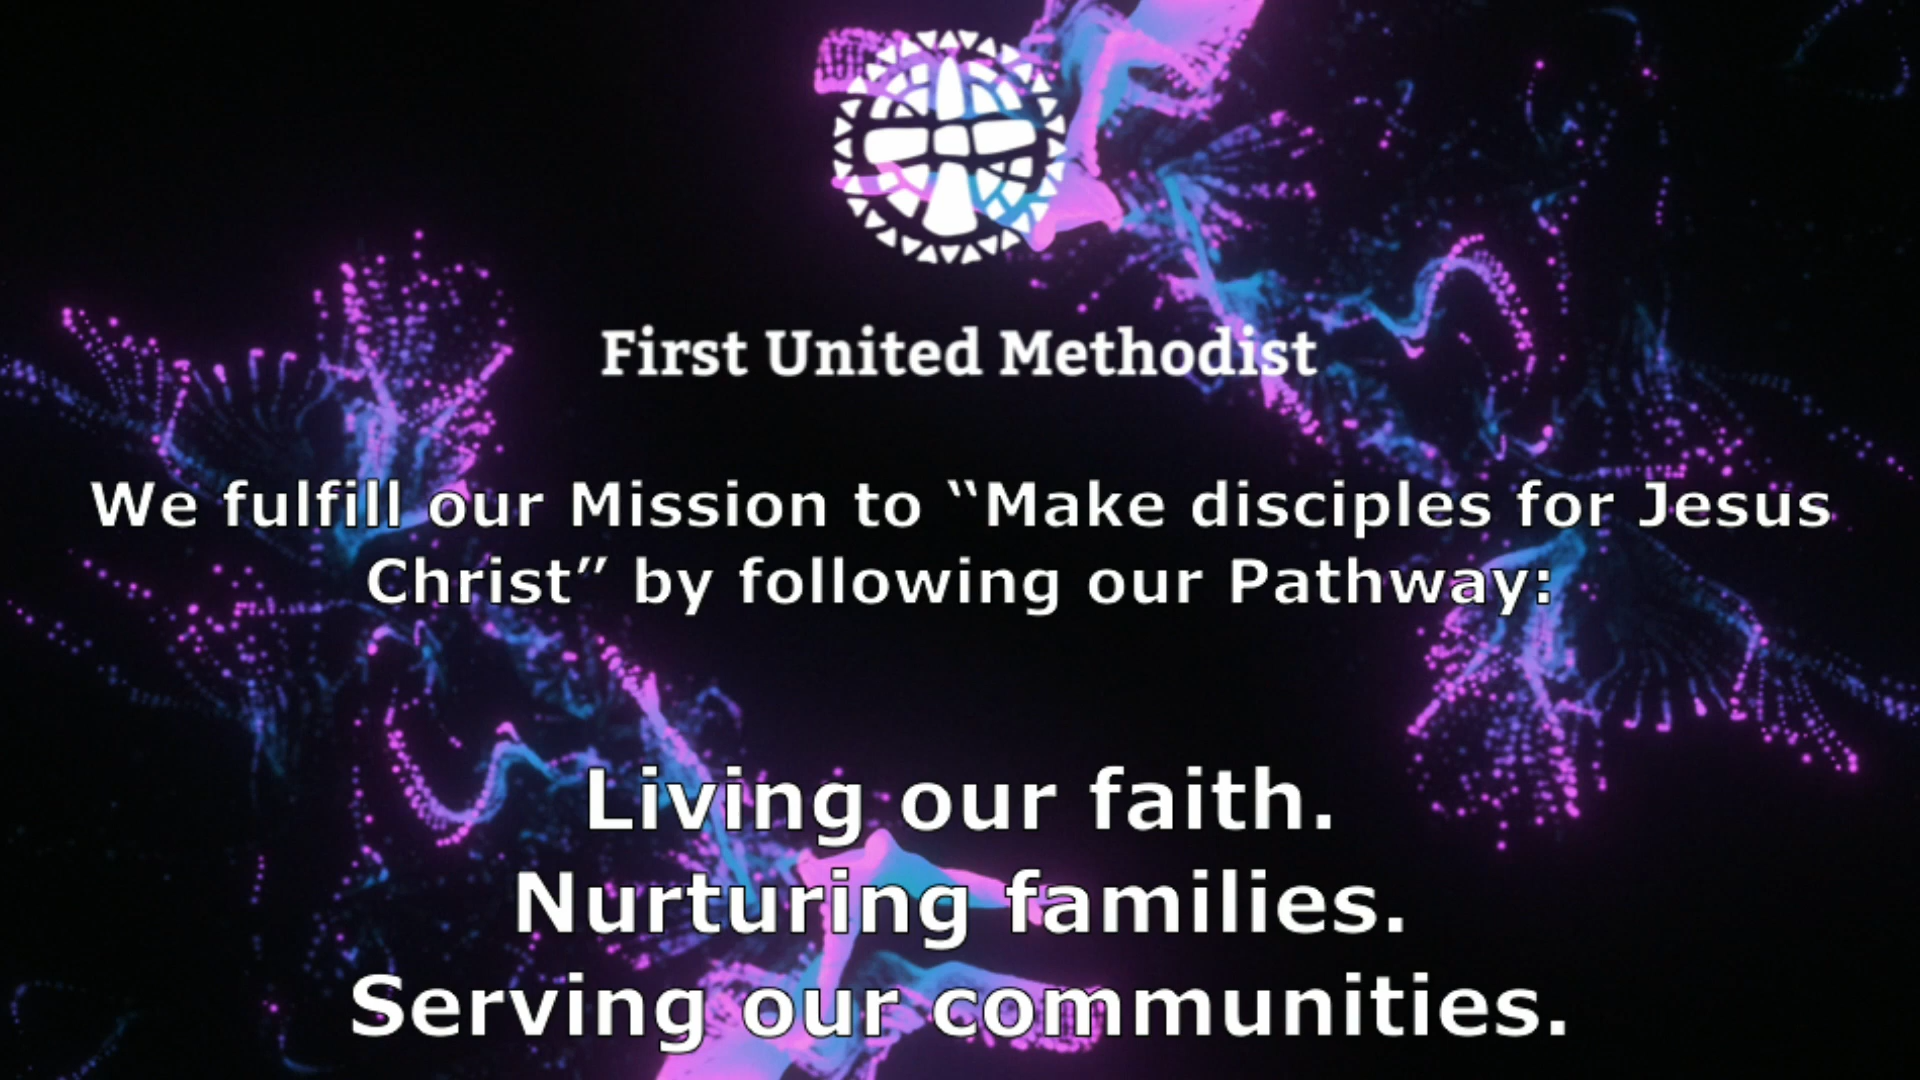 First United Methodist
We fulfill our Mission to “Make disciples for Jesus
Christ” by following our Pathway:
Living our faith.
Nurturing families.
Serving our communities.